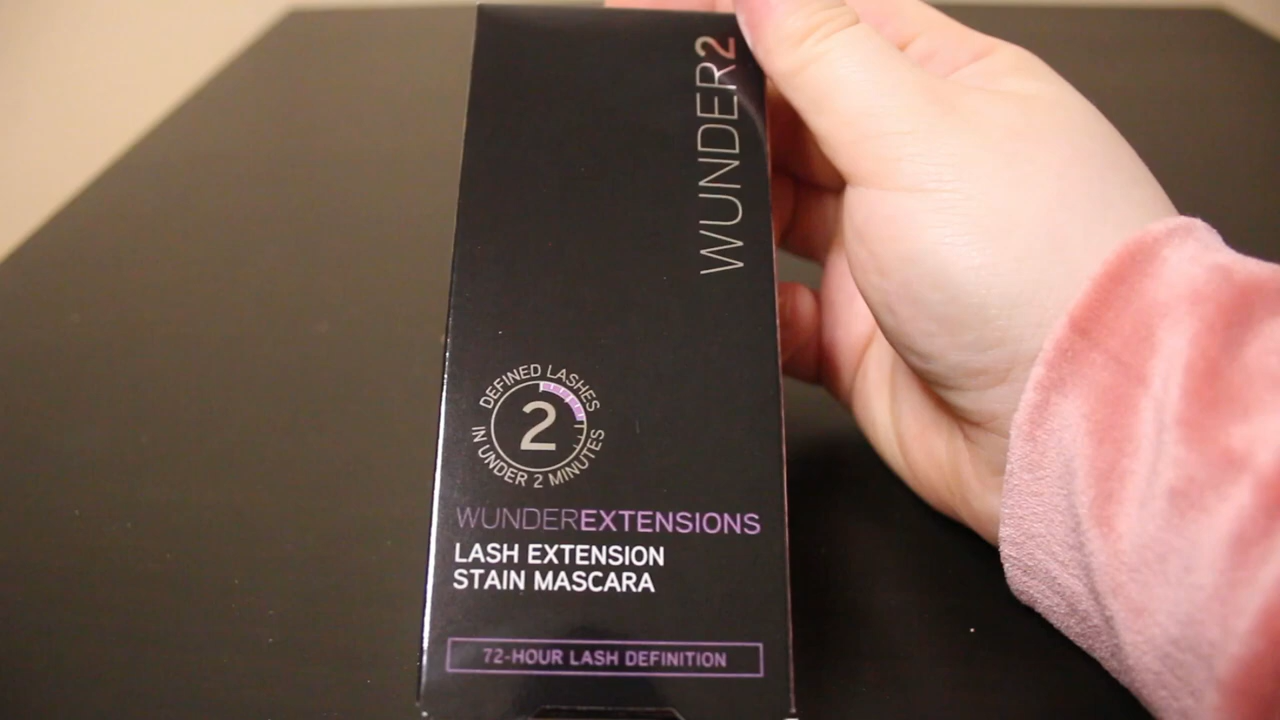 WUNDER2
DEFINED LASHES
2
IN UNDER 2 MINUTES
WUNDEREXTENSIONS
LASH EXTENSION
STAIN MASCARA
72-HOUR LASH DEFINITION